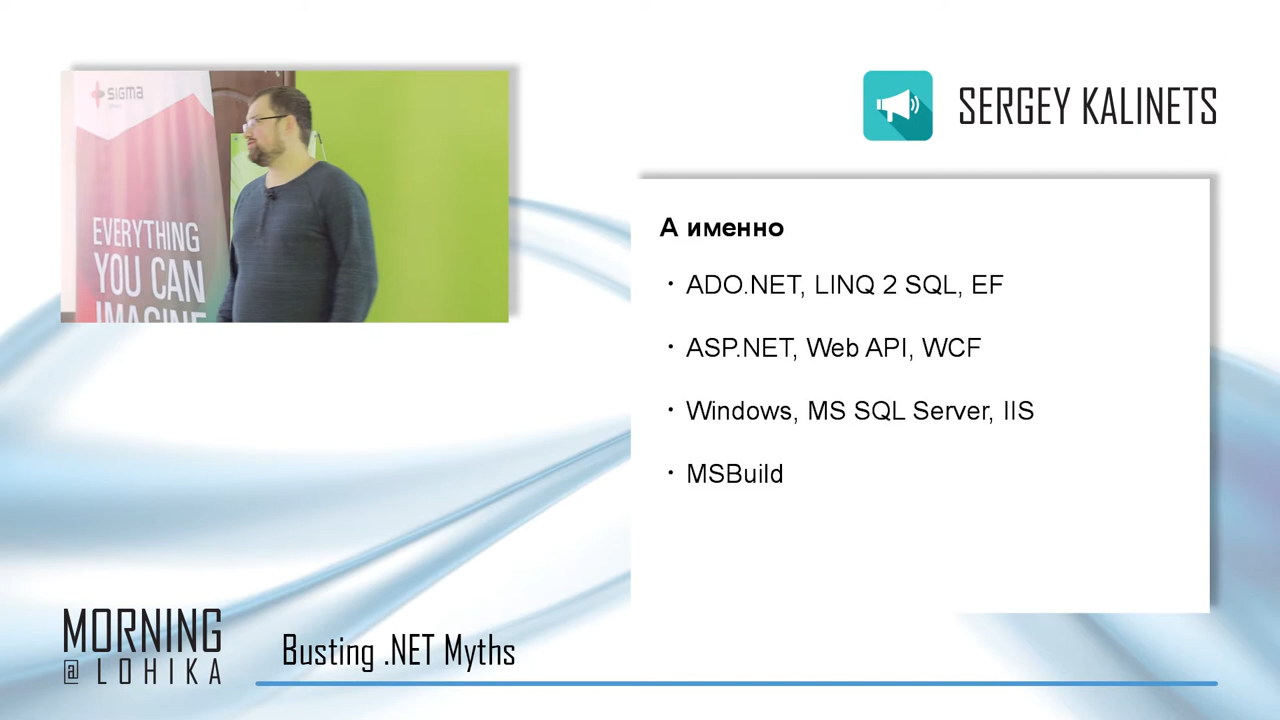 sigma
EVERYTHING
YOU CAN
IMAGINE
SERGEY KALINETS
А именно
• ADO.NET, LINQ 2 SQL, EF
• ASP.NET, Web API, WCF
• Windows, MS SQL Server, IIS
• MSBuild
MORNING
@ LOHIKA
Busting .NET Myths